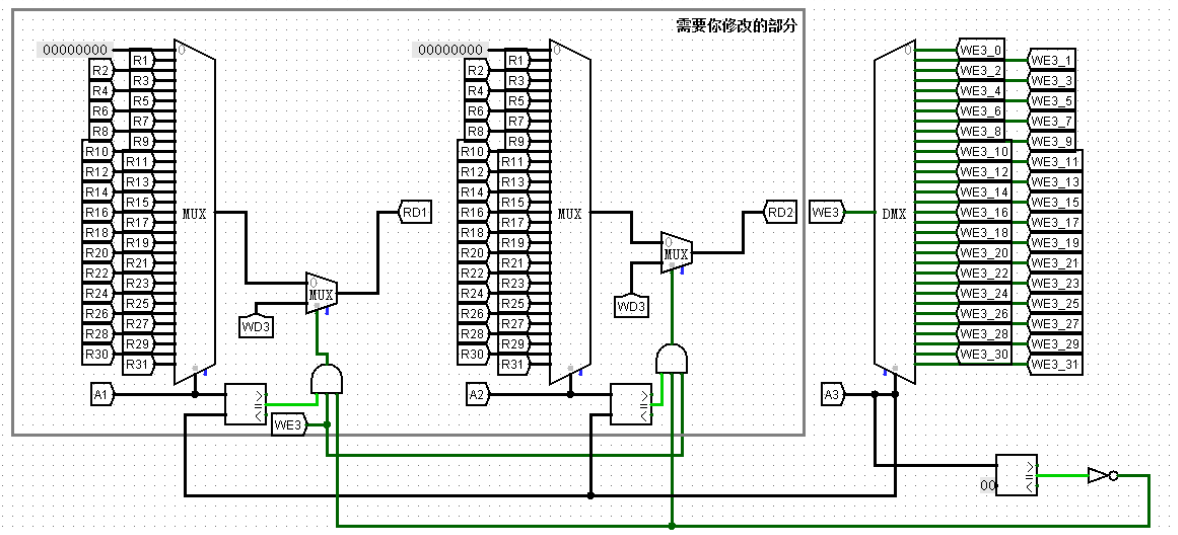 需要你修改的部分
00000000
0
R1
R2
R3
R4
R5
R6
R7
R8
R9
R10
R11
R12
R13
R14
R15
R16
R17
R18
R19
R20
R21
R22
R23
R24
R25
R26
R27
R28
R29
R30
R31
MUX
A1
0
MUX
WD3
RD1
>
=
<
WE3
00000000
0
R1
R2
R3
R4
R5
R6
R7
R8
R9
R10
R11
R12
R13
R14
R15
R16
R17
R18
R19
R20
R21
R22
R23
R24
R25
R26
R27
R28
R29
R30
R31
MUX
A2
0
MUX
WD3
RD2
>
=
<
WE3
DMX
0
WE3_0
WE3_1
WE3_2
WE3_3
WE3_4
WE3_5
WE3_6
WE3_7
WE3_8
WE3_9
WE3_10
WE3_11
WE3_12
WE3_13
WE3_14
WE3_15
WE3_16
WE3_17
WE3_18
WE3_19
WE3_20
WE3_21
WE3_22
WE3_23
WE3_24
WE3_25
WE3_26
WE3_27
WE3_28
WE3_29
WE3_30
WE3_31
A3
00
>
=
<